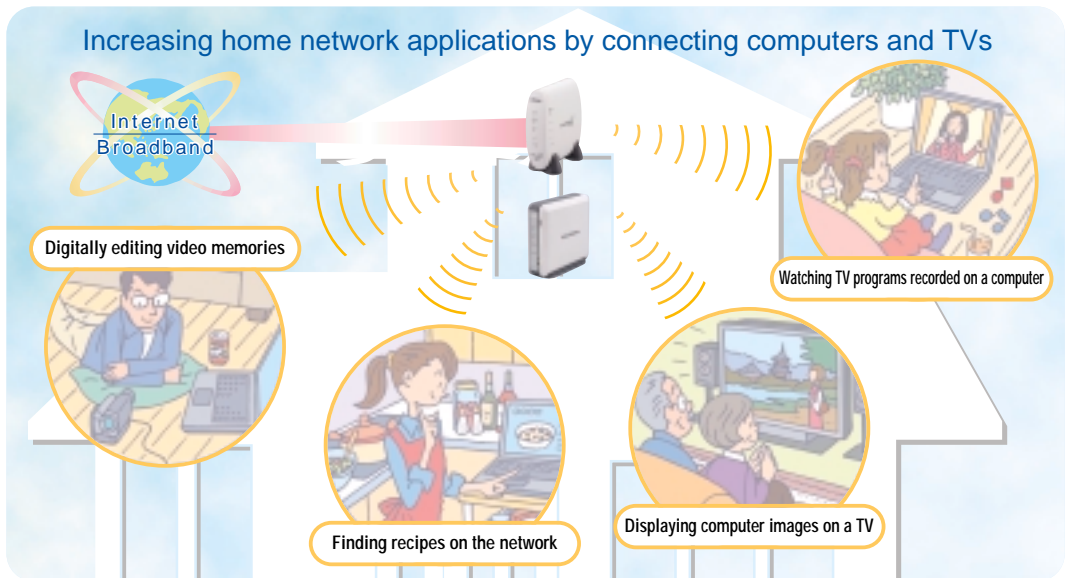 Increasing home network applications by connecting computers and TVs
Internet
Broadband
Digitally editing video memories
Watching TV programs recorded on a computer
Finding recipes on the network
Displaying computer images on a TV